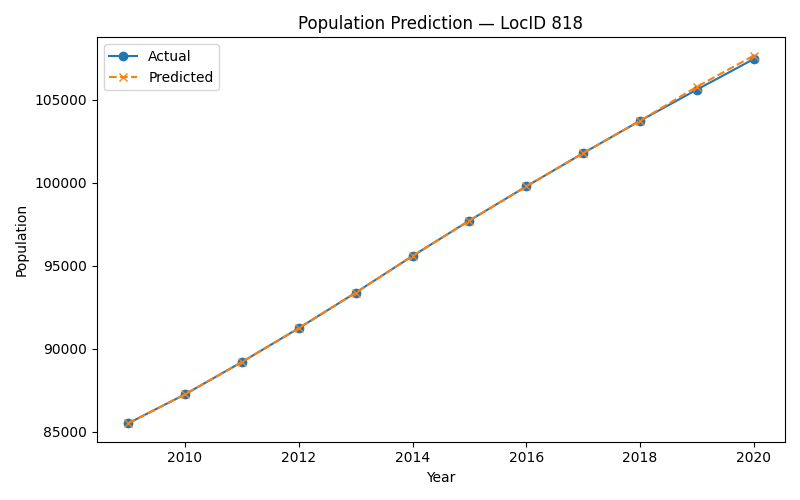 Population Prediction — LocID 818
Actual
Predicted
Population
105000
100000
95000
90000
85000
2010 2012 2014 2016 2018 2020
Year